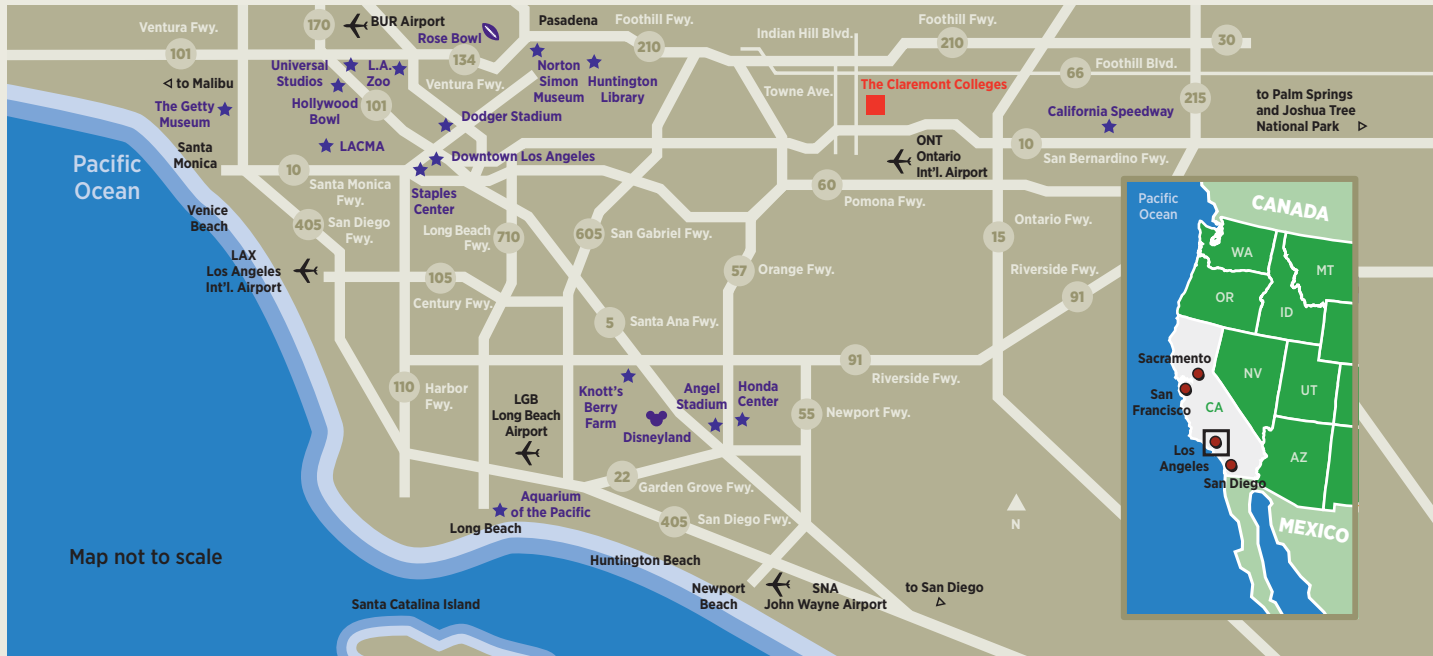 Ventura Fwy.
101
170
BUR Airport
Rose Bowl
Pasadena
Foothill Fwy.
210
134
Ventura Fwy.
Indian Hill Blvd.
Foothill Fwy.
210
30
66
Foothill Blvd.
Universal
Studios
L.A.
Zoo
to Malibu
The Getty
Museum
Hollywood
Bowl
101
Norton
Simon
Museum
Huntington
Library
Towne Ave.
The Claremont Colleges
California Speedway
215
to Palm Springs
and Joshua Tree
National Park
Dodger Stadium
LACMA
Downtown Los Angeles
Santa
Monica
Pacific
Ocean
10
Santa Monica
Fwy.
Staples
Center
ONT
Ontario
Int'l. Airport
10
San Bernardino Fwy.
60
Pomona Fwy.
Venice
Beach
405
San Diego
Fwy.
Long Beach
Fwy.
710
605
San Gabriel Fwy.
15
Ontario Fwy.
LAX
Los Angeles
Int'l. Airport
105
Century Fwy.
57
Orange Fwy.
Riverside Fwy.
91
5
Santa Ana Fwy.
91
Riverside Fwy.
110
Harbor
Fwy.
LGB
Long Beach
Airport
Knott's
Berry
Farm
Disneyland
Angel
Stadium
Honda
Center
55
Newport Fwy.
22
Garden Grove Fwy.
Aquarium
of the Pacific
Long Beach
405
San Diego Fwy.
N
Map not to scale
Huntington Beach
Newport
Beach
SNA
John Wayne Airport
to San Diego
Santa Catalina Island
Pacific
Ocean
CANADA
WA
MT
OR
ID
Sacramento
San
Francisco
NV
UT
CA
Los
Angeles
AZ
San Diego
MEXICO